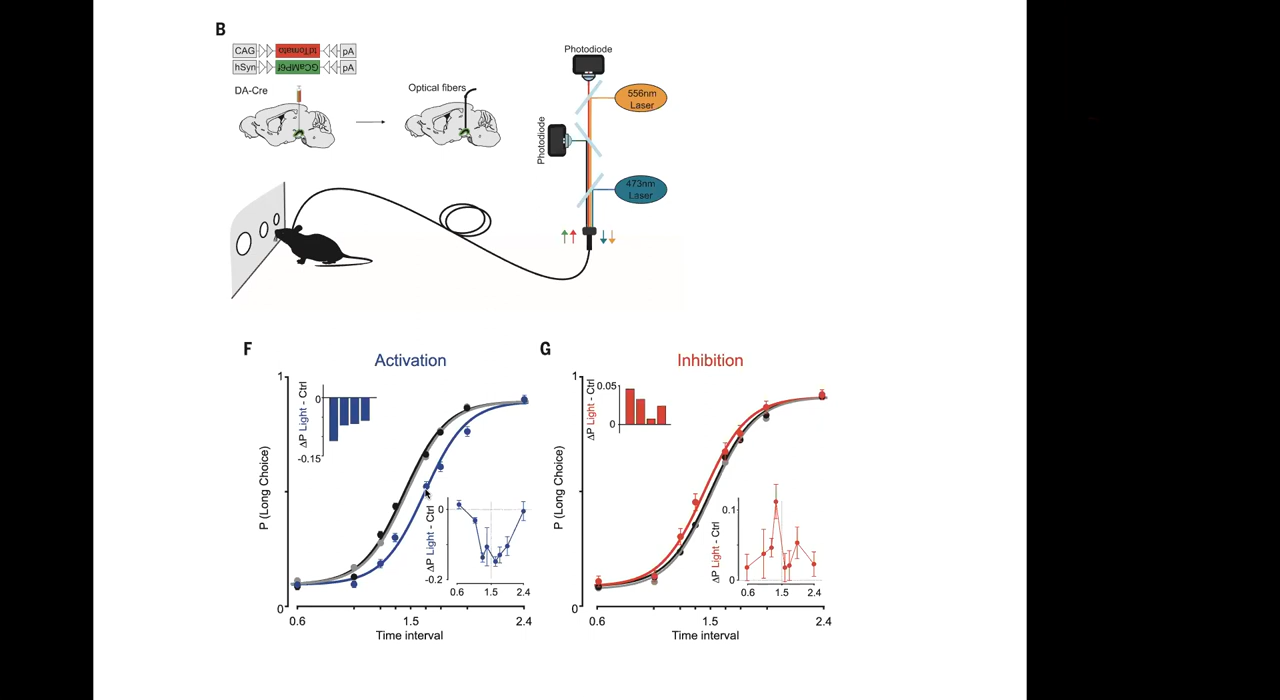 B
CAG tdTomato pA
hSyn GCaMP6f pA
DA-Cre
Optical fibers
Photodiode
556nm
Laser
Photodiode
473nm
Laser
F
Activation
1
P (Long Choice)
0
ΔP Light - Ctrl
0
-0.15
ΔP Light - Ctrl
0
-0.2
0.6 1.5 2.4
0.6 1.5 2.4
Time interval
G
Inhibition
1
P (Long Choice)
0
ΔP Light - Ctrl
0.05
0
ΔP Light - Ctrl
0.1
0
0.6 1.5 2.4
0.6 1.5 2.4
Time interval